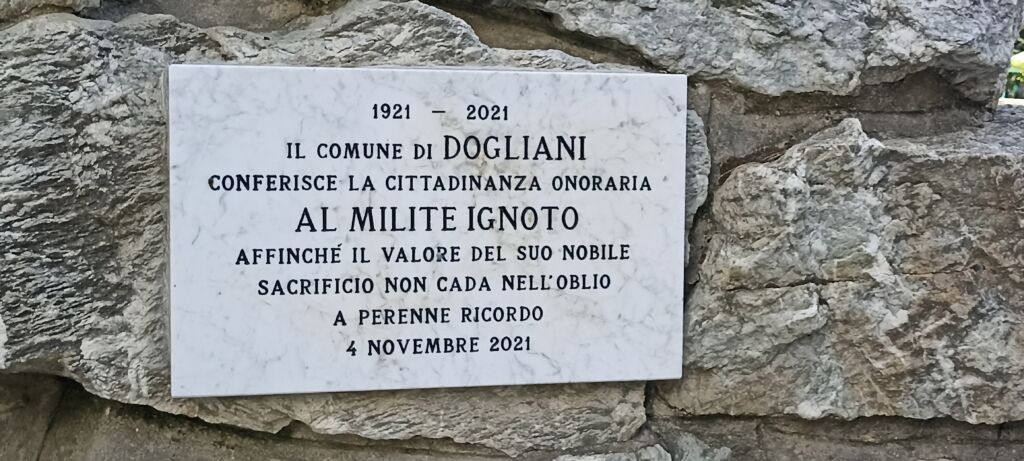 1921 – 2021
IL COMUNE DI DOGLIANI
CONFERISCE LA CITTADINANZA ONORARIA
AL MILITE IGNOTO
AFFINCHÉ IL VALORE DEL SUO NOBILE
SACRIFICIO NON CADA NELL'OBLIO
A PERENNE RICORDO
4 NOVEMBRE 2021